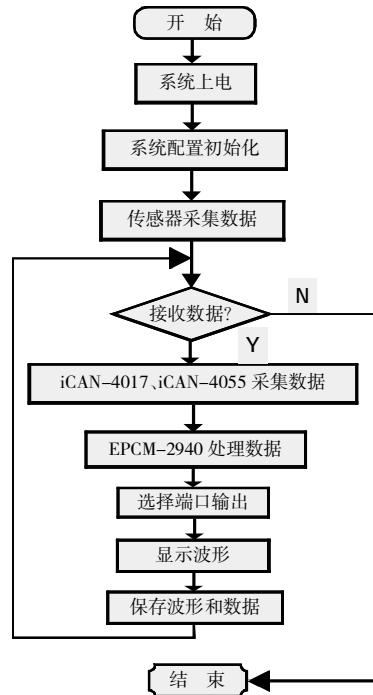 开 始
系统上电
系统配置初始化
传感器采集数据
接收数据?
N
Y
iCAN-4017、iCAN-4055 采集数据
EPCM-2940 处理数据
选择端口输出
显示波形
保存波形和数据
结 束